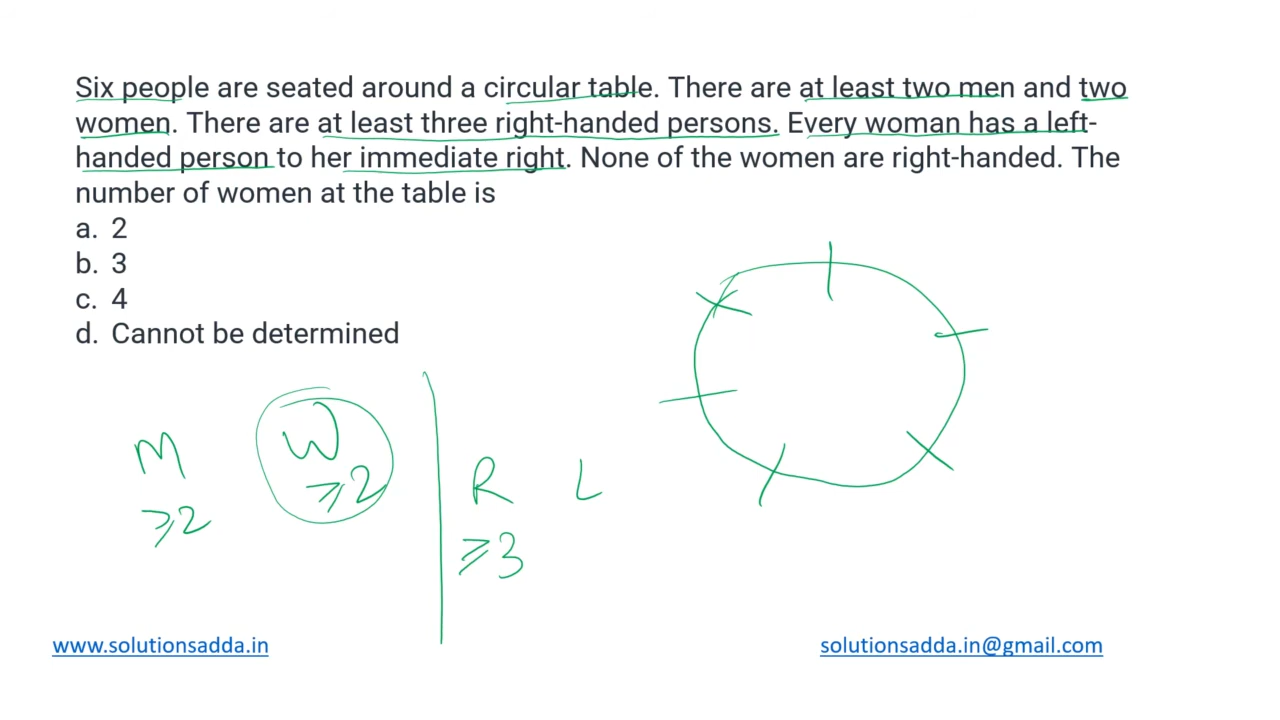 Six people are seated around a circular table. There are at least two men and two
women. There are at least three right-handed persons. Every woman has a left-
handed person to her immediate right. None of the women are right-handed. The
number of women at the table is
a. 2
b. 3
c. 4
d. Cannot be determined
M W R L
≥2 ≥2 ≥3
www.solutionsadda.in solutionsadda.in@gmail.com